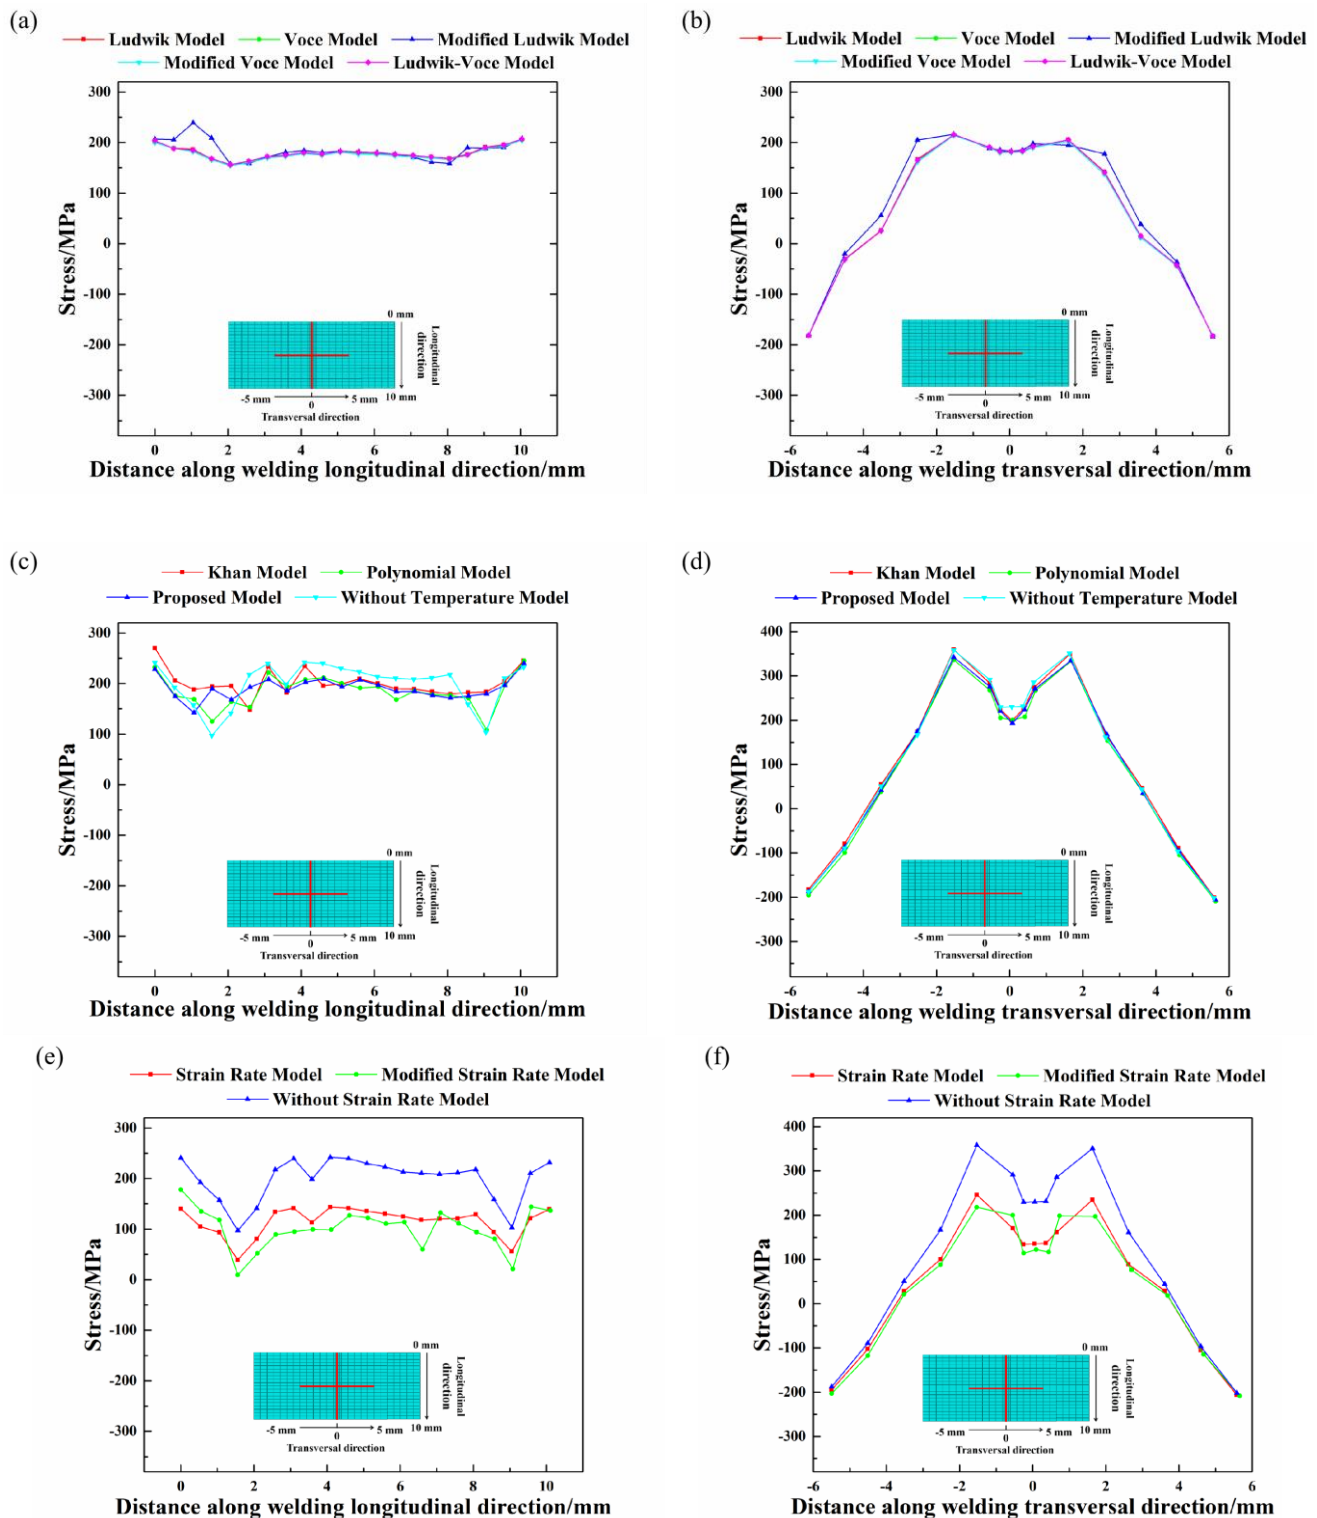 (a)
Ludwik Model Voce Model Modified Ludwik Model
Modified Voce Model Ludwik-Voce Model
300
200
100
0
-100
-200
-300
Stress/MPa
0 mm
Longitudinal direction
-5 mm 0 5 mm 10 mm
Transversal direction
0 2 4 6 8 10
Distance along welding longitudinal direction/mm
(b)
Ludwik Model Voce Model Modified Ludwik Model
Modified Voce Model Ludwik-Voce Model
300
200
100
0
-100
-200
-300
Stress/MPa
0 mm
Longitudinal direction
-5 mm 0 5 mm 10 mm
Transversal direction
-6 -4 -2 0 2 4 6
Distance along welding transversal direction/mm
(c)
Khan Model Polynomial Model
Proposed Model Without Temperature Model
300
200
100
0
-100
-200
-300
Stress/MPa
0 mm
Longitudinal direction
-5 mm 0 5 mm 10 mm
Transversal direction
0 2 4 6 8 10
Distance along welding longitudinal direction/mm
(d)
Khan Model Polynomial Model
Proposed Model Without Temperature Model
400
300
200
100
0
-100
-200
-300
Stress/MPa
0 mm
Longitudinal direction
-5 mm 0 5 mm 10 mm
Transversal direction
-6 -4 -2 0 2 4 6
Distance along welding transversal direction/mm
(e)
Strain Rate Model Modified Strain Rate Model
Without Strain Rate Model
300
200
100
0
-100
-200
-300
Stress/MPa
0 mm
Longitudinal direction
-5 mm 0 5 mm 10 mm
Transversal direction
0 2 4 6 8 10
Distance along welding longitudinal direction/mm
(f)
Strain Rate Model Modified Strain Rate Model
Without Strain Rate Model
400
300
200
100
0
-100
-200
-300
Stress/MPa
0 mm
Longitudinal direction
-5 mm 0 5 mm 10 mm
Transversal direction
-6 -4 -2 0 2 4 6
Distance along welding transversal direction/mm